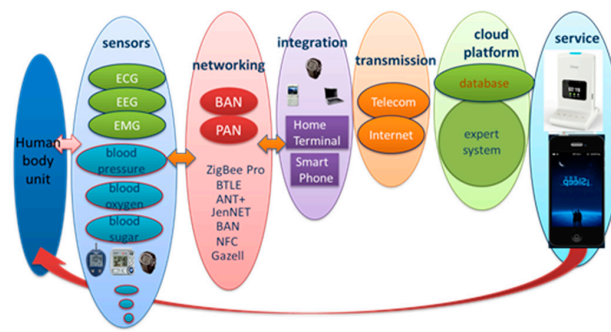 sensors
networking
integration
transmission
cloud
platform
service
Human
body
unit
ECG
EEG
EMG
blood
pressure
blood
oxygen
blood
sugar
BAN
PAN
ZigBee Pro
BTLE
ANT+
JenNET
BAN
NFC
Gazell
Home
Terminal
Smart
Phone
Telecom
Internet
database
expert
system